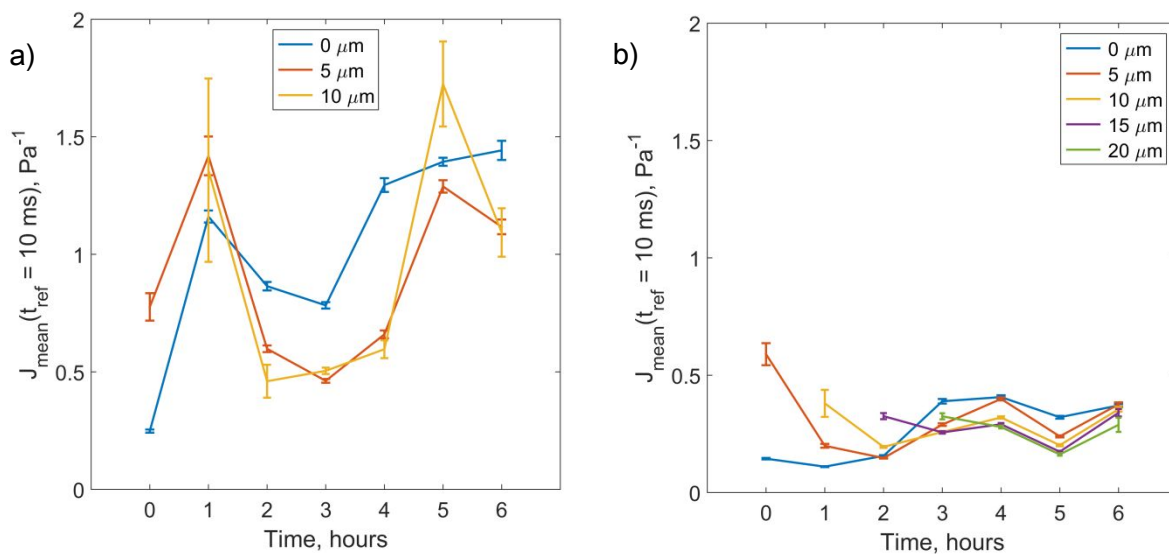 a)
0 μm
5 μm
10 μm
2
1.5
1
0.5
0
J_mean(t_ref = 10 ms), Pa^-1
0 1 2 3 4 5 6
Time, hours
b)
0 μm
5 μm
10 μm
15 μm
20 μm
2
1.5
1
0.5
0
J_mean(t_ref = 10 ms), Pa^-1
0 1 2 3 4 5 6
Time, hours